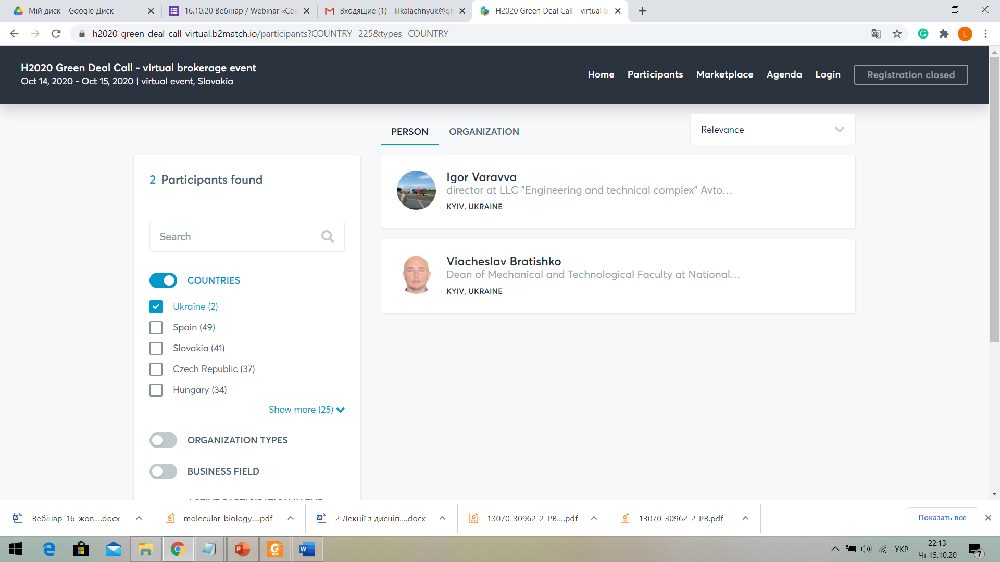 Мій диск – Google Диск
16.10.20 Вебінар / Webinar «Сек
Входящие (1) - lilkalachnyuk@gm
H2020 Green Deal Call - virtual b
h2020-green-deal-call-virtual.b2match.io/participants?COUNTRY=225&types=COUNTRY
L
H2020 Green Deal Call - virtual brokerage event
Oct 14, 2020 - Oct 15, 2020 | virtual event, Slovakia
Home Participants Marketplace Agenda Login Registration closed
PERSON ORGANIZATION
Relevance
2 Participants found
Search
COUNTRIES
Ukraine (2)
Spain (49)
Slovakia (41)
Czech Republic (37)
Hungary (34)
Show more (25)
ORGANIZATION TYPES
BUSINESS FIELD
Igor Varavva
director at LLC "Engineering and technical complex" Avto…
KYIV, UKRAINE
Viacheslav Bratishko
Dean of Mechanical and Technological Faculty at National…
KYIV, UKRAINE
Вебінар-16-жов....docx
molecular-biology....pdf
2 Лекції з дисціп....docx
13070-30962-2-PB....pdf
13070-30962-2-PB.pdf
Показать все
УКР
22:13
Чт 15.10.20
7